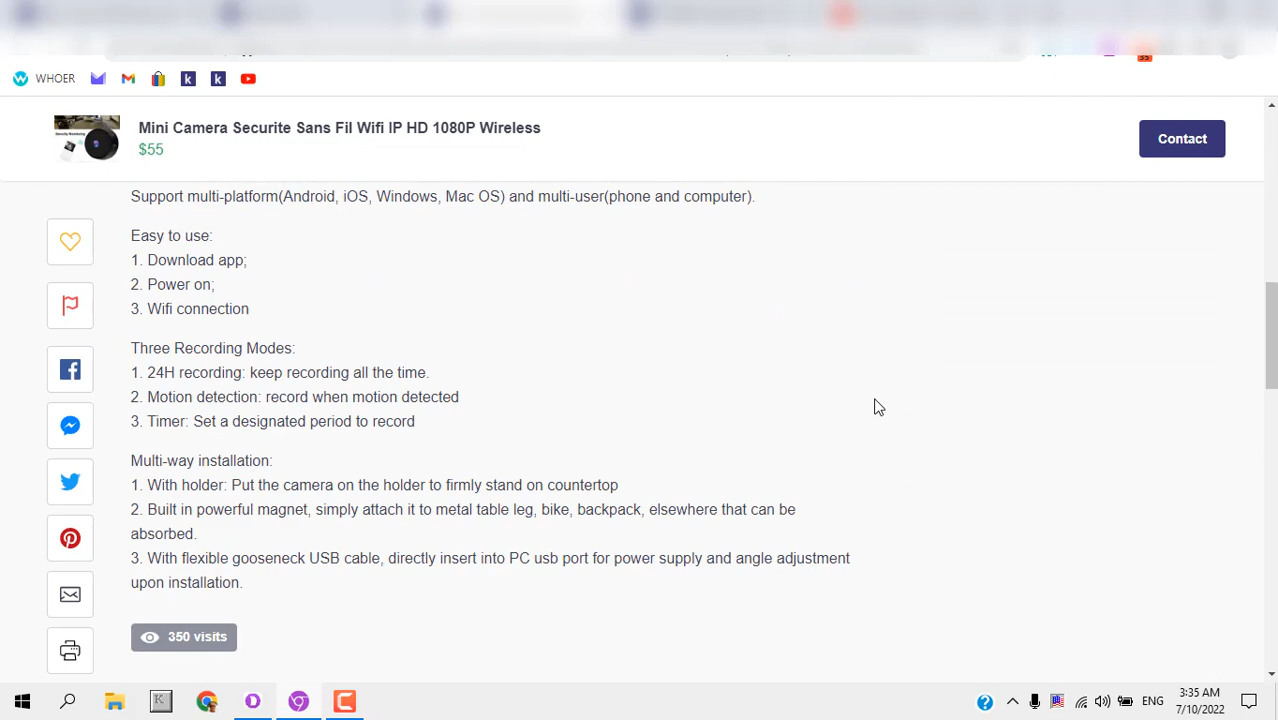 WHOER
Mini Camera Securite Sans Fil Wifi IP HD 1080P Wireless
$55
Contact
Support multi-platform(Android, iOS, Windows, Mac OS) and multi-user(phone and computer).
Easy to use:
1. Download app;
2. Power on;
3. Wifi connection
Three Recording Modes:
1. 24H recording: keep recording all the time.
2. Motion detection: record when motion detected
3. Timer: Set a designated period to record
Multi-way installation:
1. With holder: Put the camera on the holder to firmly stand on countertop
2. Built in powerful magnet, simply attach it to metal table leg, bike, backpack, elsewhere that can be
absorbed.
3. With flexible gooseneck USB cable, directly insert into PC usb port for power supply and angle adjustment
upon installation.
350 visits
ENG
3:35 AM
7/10/2022